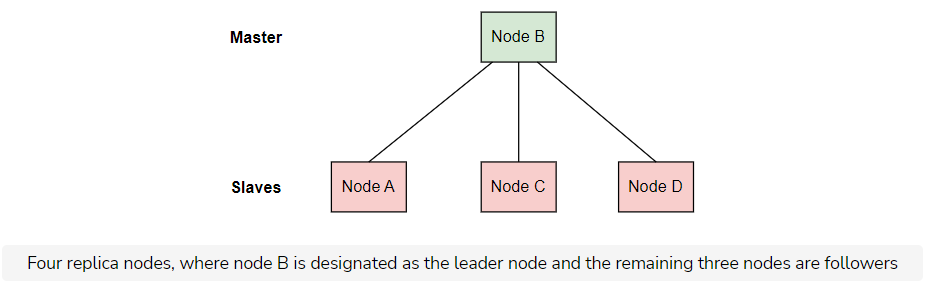 Master
Node B
Slaves
Node A
Node C
Node D
Four replica nodes, where node B is designated as the leader node and the remaining three nodes are followers